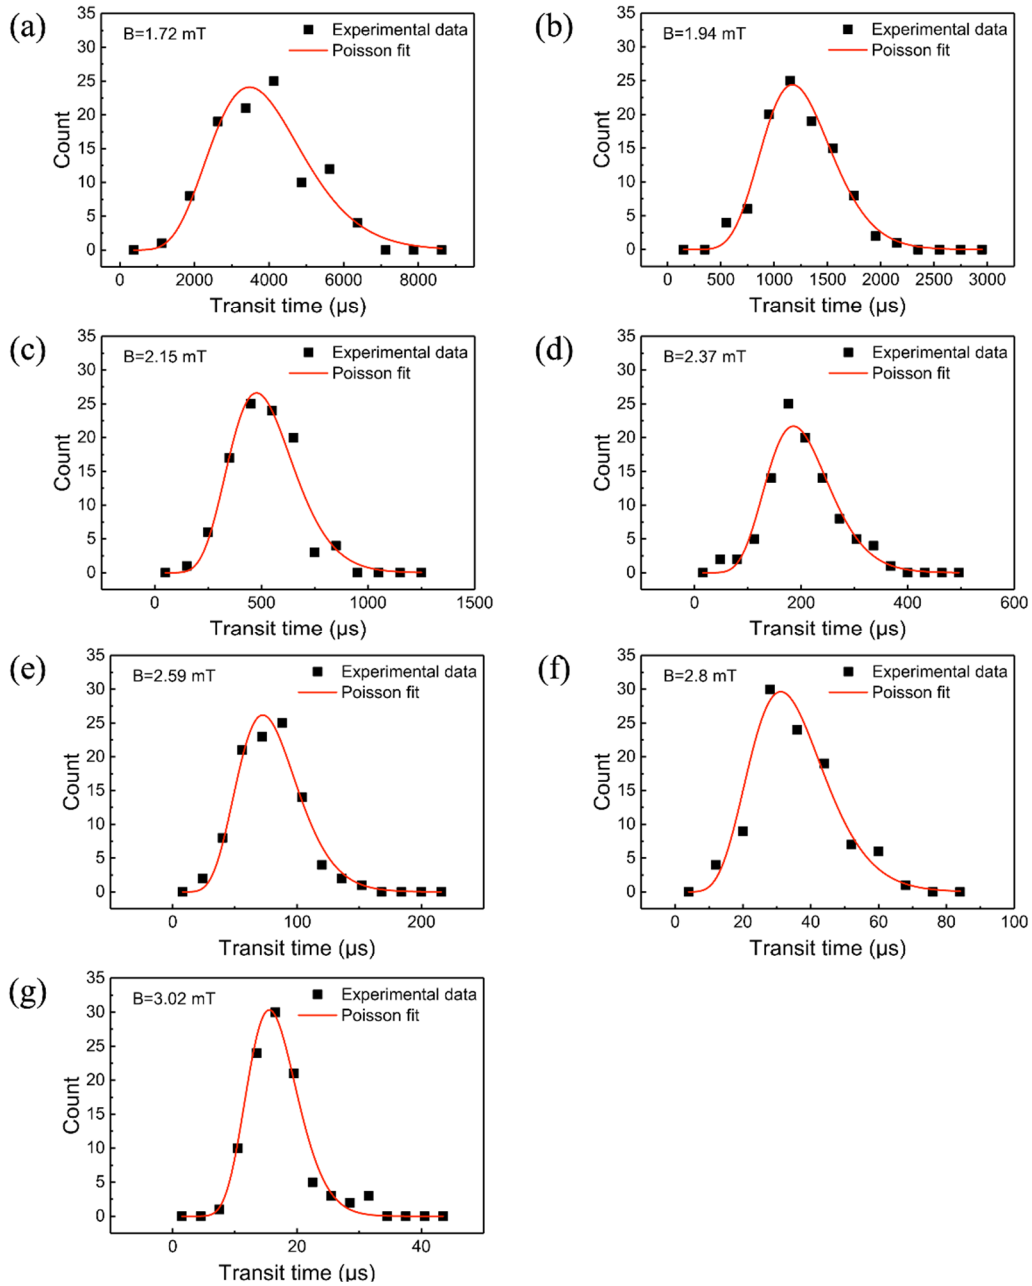 (a)
B=1.72 mT
Experimental data
Poisson fit
35
30
25
20
15
10
5
0
Count
0 2000 4000 6000 8000
Transit time (µs)
(b)
B=1.94 mT
Experimental data
Poisson fit
35
30
25
20
15
10
5
0
Count
0 500 1000 1500 2000 2500 3000
Transit time (µs)
(c)
B=2.15 mT
Experimental data
Poisson fit
35
30
25
20
15
10
5
0
Count
0 500 1000 1500
Transit time (µs)
(d)
B=2.37 mT
Experimental data
Poisson fit
35
30
25
20
15
10
5
0
Count
0 200 400 600
Transit time (µs)
(e)
B=2.59 mT
Experimental data
Poisson fit
35
30
25
20
15
10
5
0
Count
0 100 200
Transit time (µs)
(f)
B=2.8 mT
Experimental data
Poisson fit
35
30
25
20
15
10
5
0
Count
0 20 40 60 80 100
Transit time (µs)
(g)
B=3.02 mT
Experimental data
Poisson fit
35
30
25
20
15
10
5
0
Count
0 20 40
Transit time (µs)